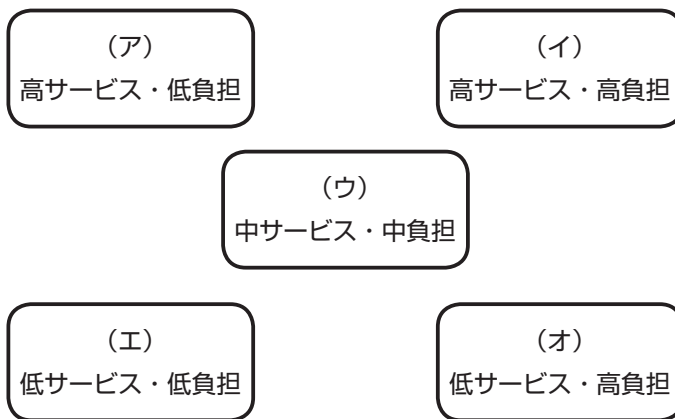 （ア）
高サービス・低負担
（イ）
高サービス・高負担
（ウ）
中サービス・中負担
（エ）
低サービス・低負担
（オ）
低サービス・高負担